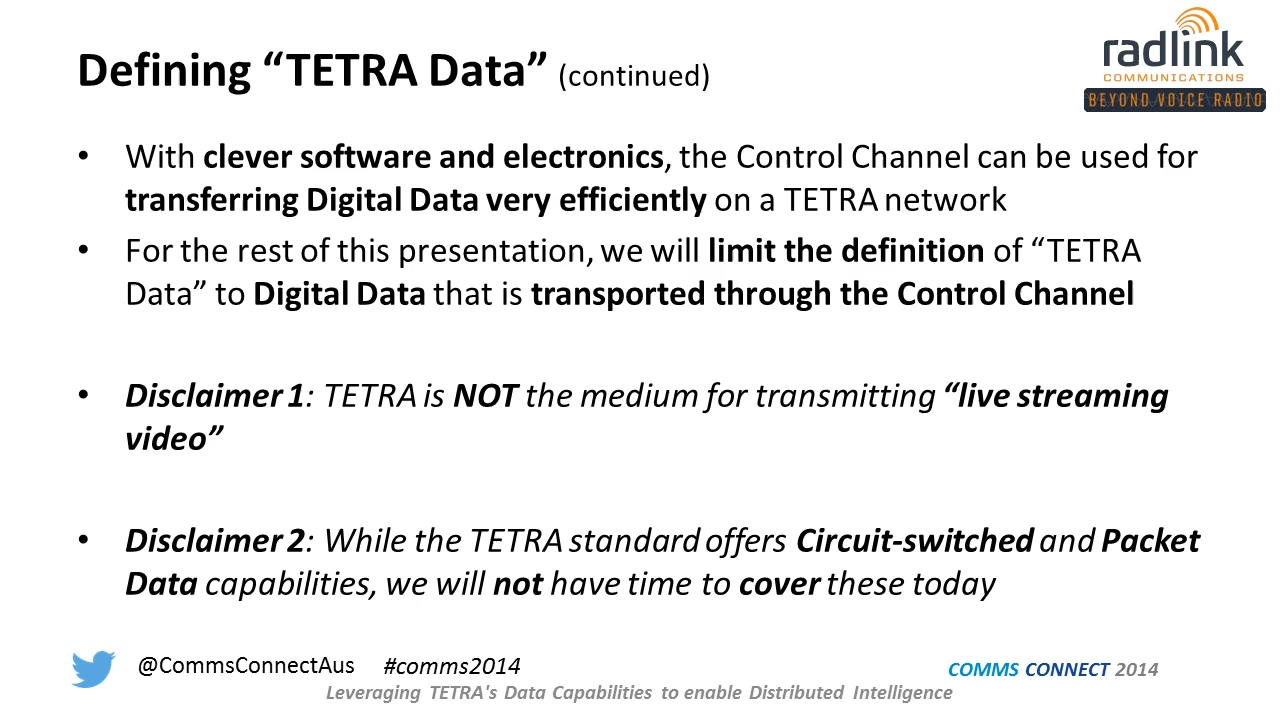 Defining “TETRA Data” (continued)
radlink
COMMUNICATIONS
BEYOND VOICE RADIO
• With clever software and electronics, the Control Channel can be used for
transferring Digital Data very efficiently on a TETRA network
• For the rest of this presentation, we will limit the definition of “TETRA
Data” to Digital Data that is transported through the Control Channel
• Disclaimer 1: TETRA is NOT the medium for transmitting “live streaming
video”
• Disclaimer 2: While the TETRA standard offers Circuit-switched and Packet
Data capabilities, we will not have time to cover these today
@CommsConnectAus #comms2014
COMMS CONNECT 2014
Leveraging TETRA's Data Capabilities to enable Distributed Intelligence